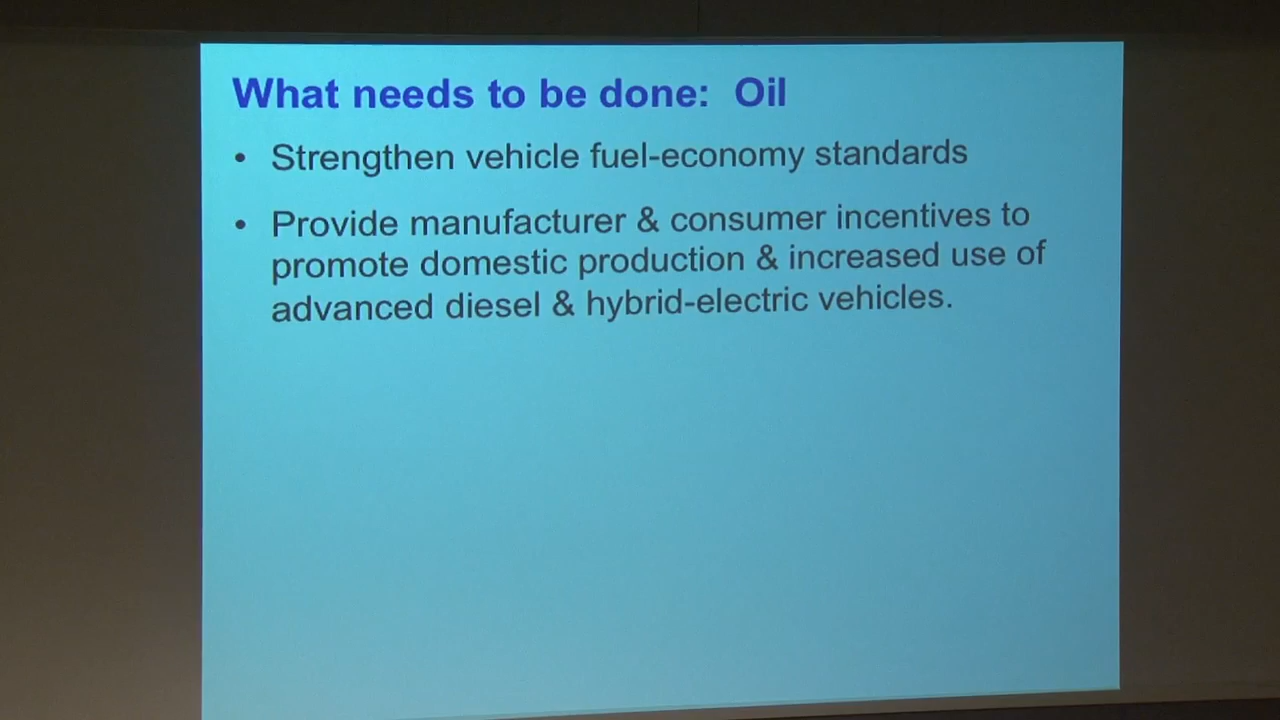 What needs to be done: Oil
• Strengthen vehicle fuel-economy standards
• Provide manufacturer & consumer incentives to
promote domestic production & increased use of
advanced diesel & hybrid-electric vehicles.